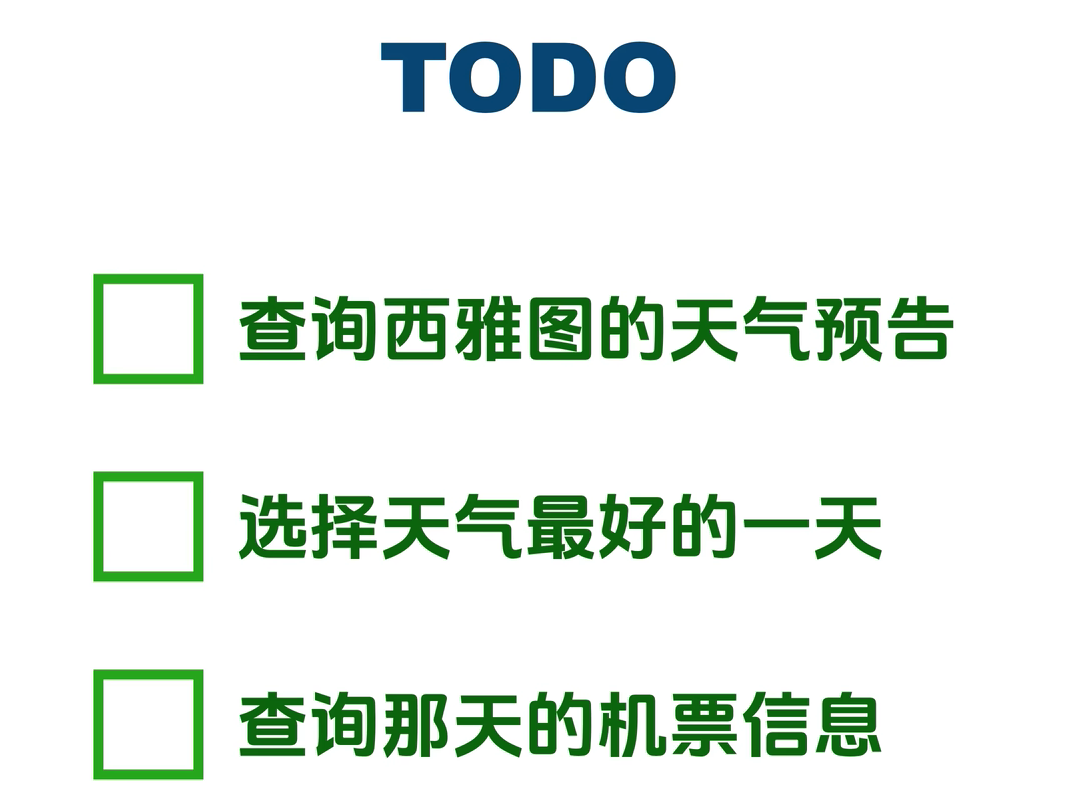 TODO
查询西雅图的天气预告
选择天气最好的一天
查询那天的机票信息